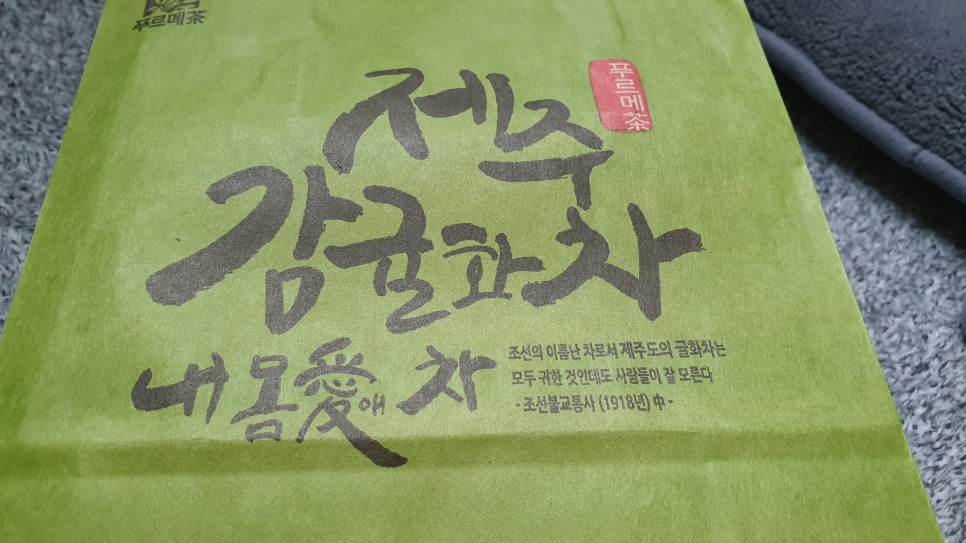 푸르메茶
푸르메茶
제주
감귤화차
내몸愛애 차
조선의 이름난 차로서 제주도의 귤화차는
모두 귀한 것인데도 사람들이 잘 모른다
- 조선불교통사 (1918년) 中 -